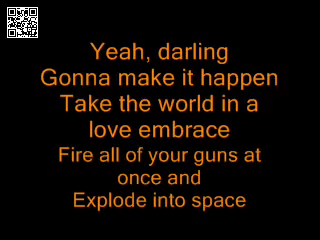 Yeah, darling
Gonna make it happen
Take the world in a
love embrace
Fire all of your guns at
once and
Explode into space